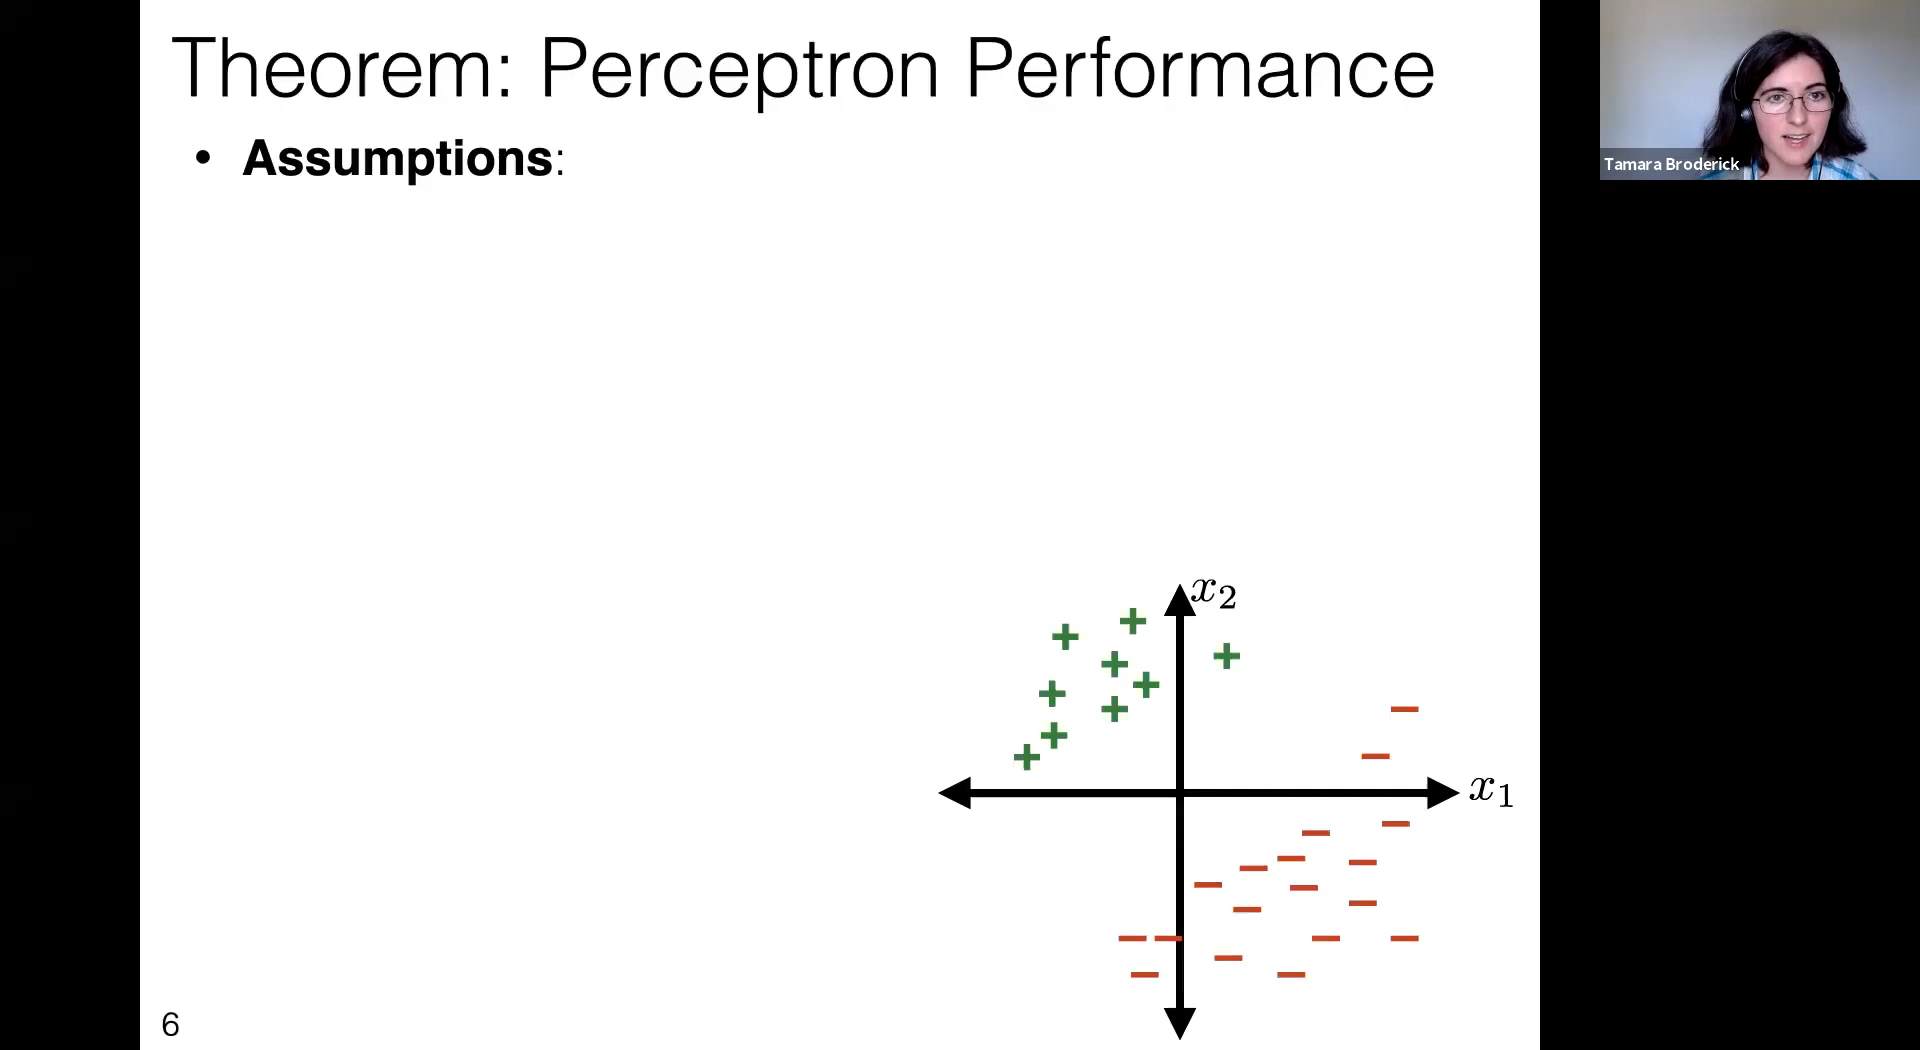 Theorem: Perceptron Performance
• Assumptions:
Tamara Broderick
x₂
x₁
6